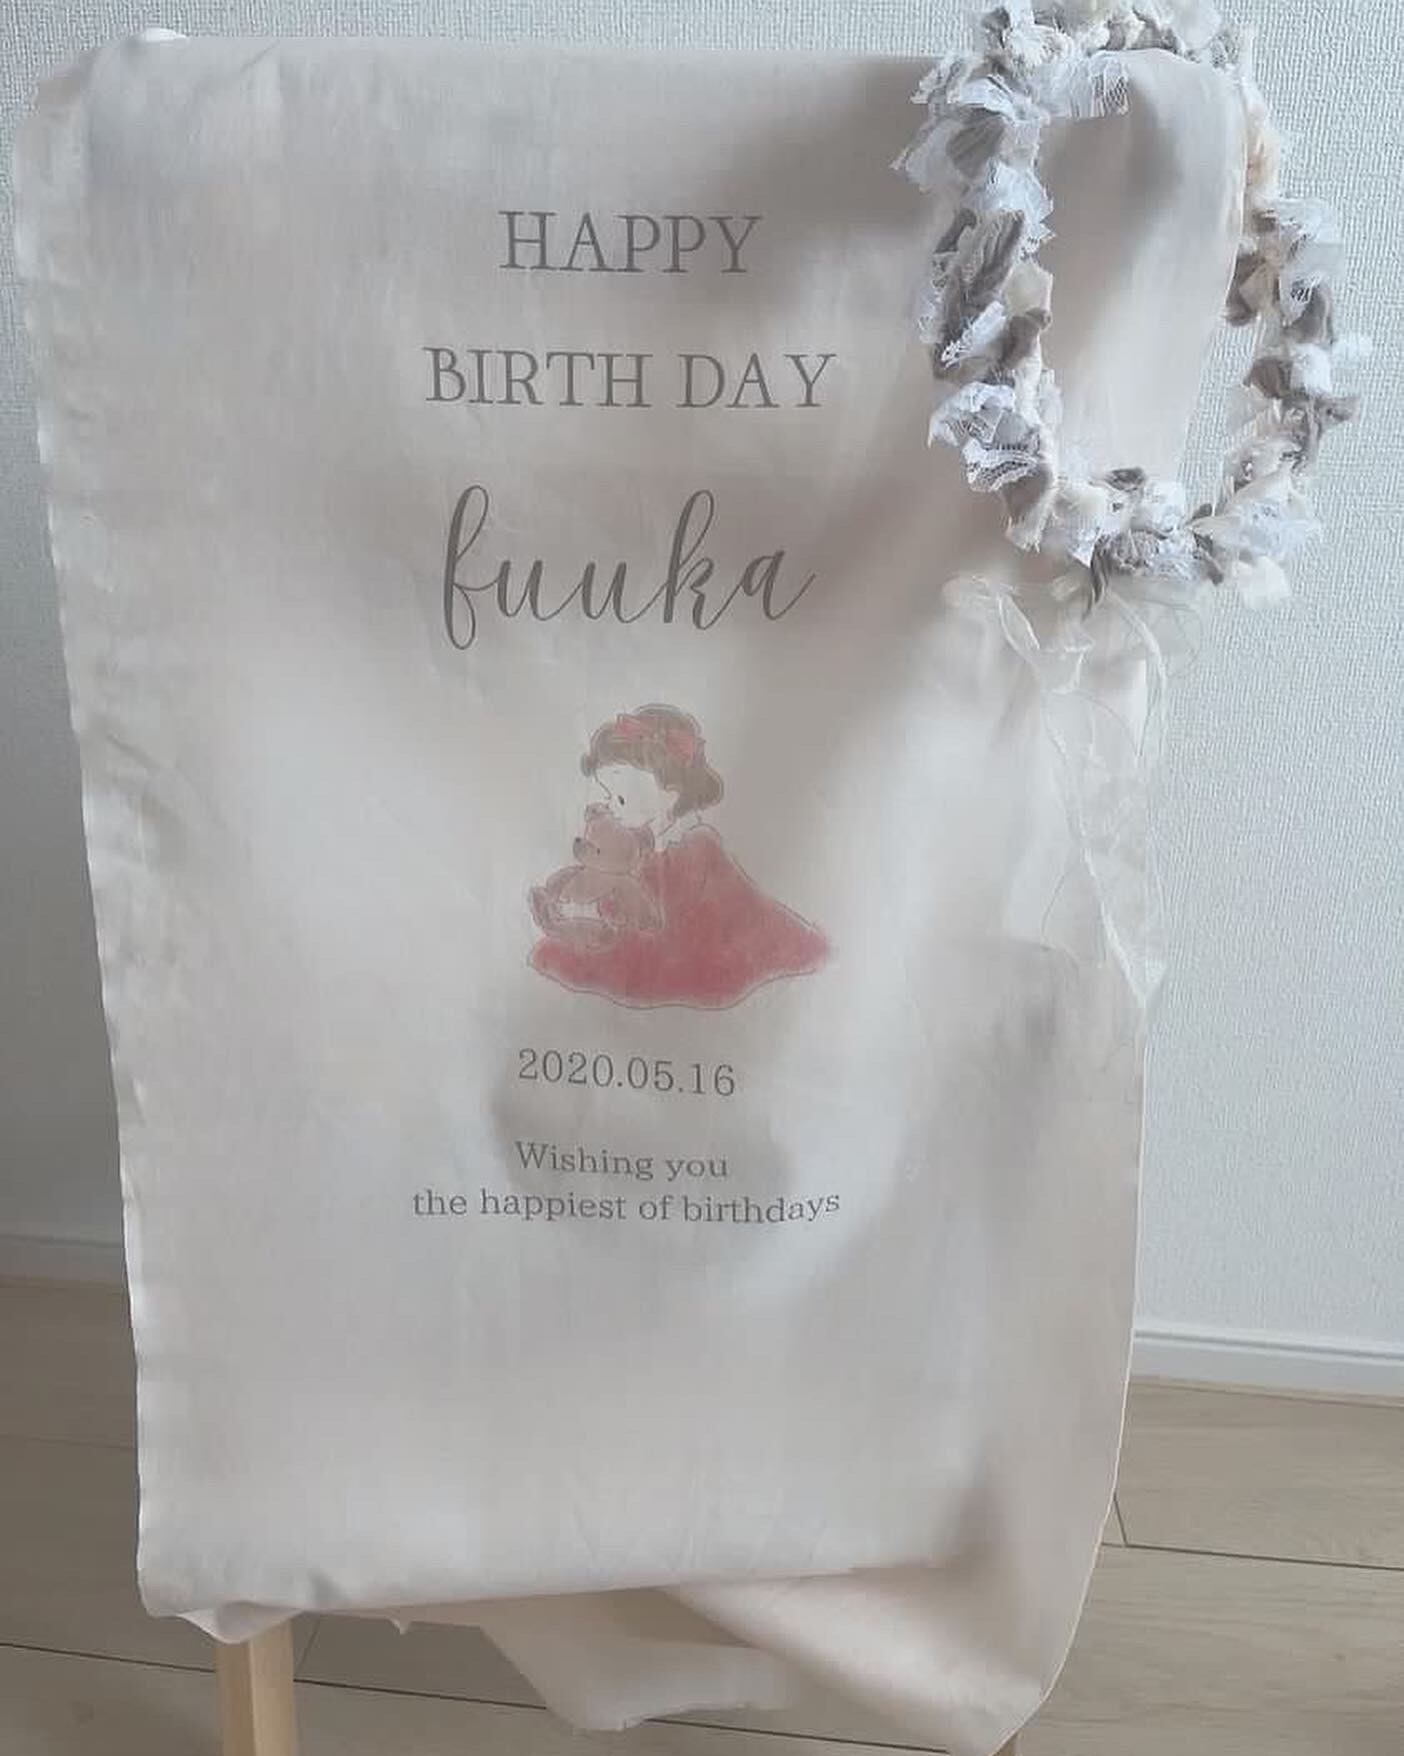 HAPPY
BIRTH DAY
fuuka
2020.05.16
Wishing you
the happiest of birthdays